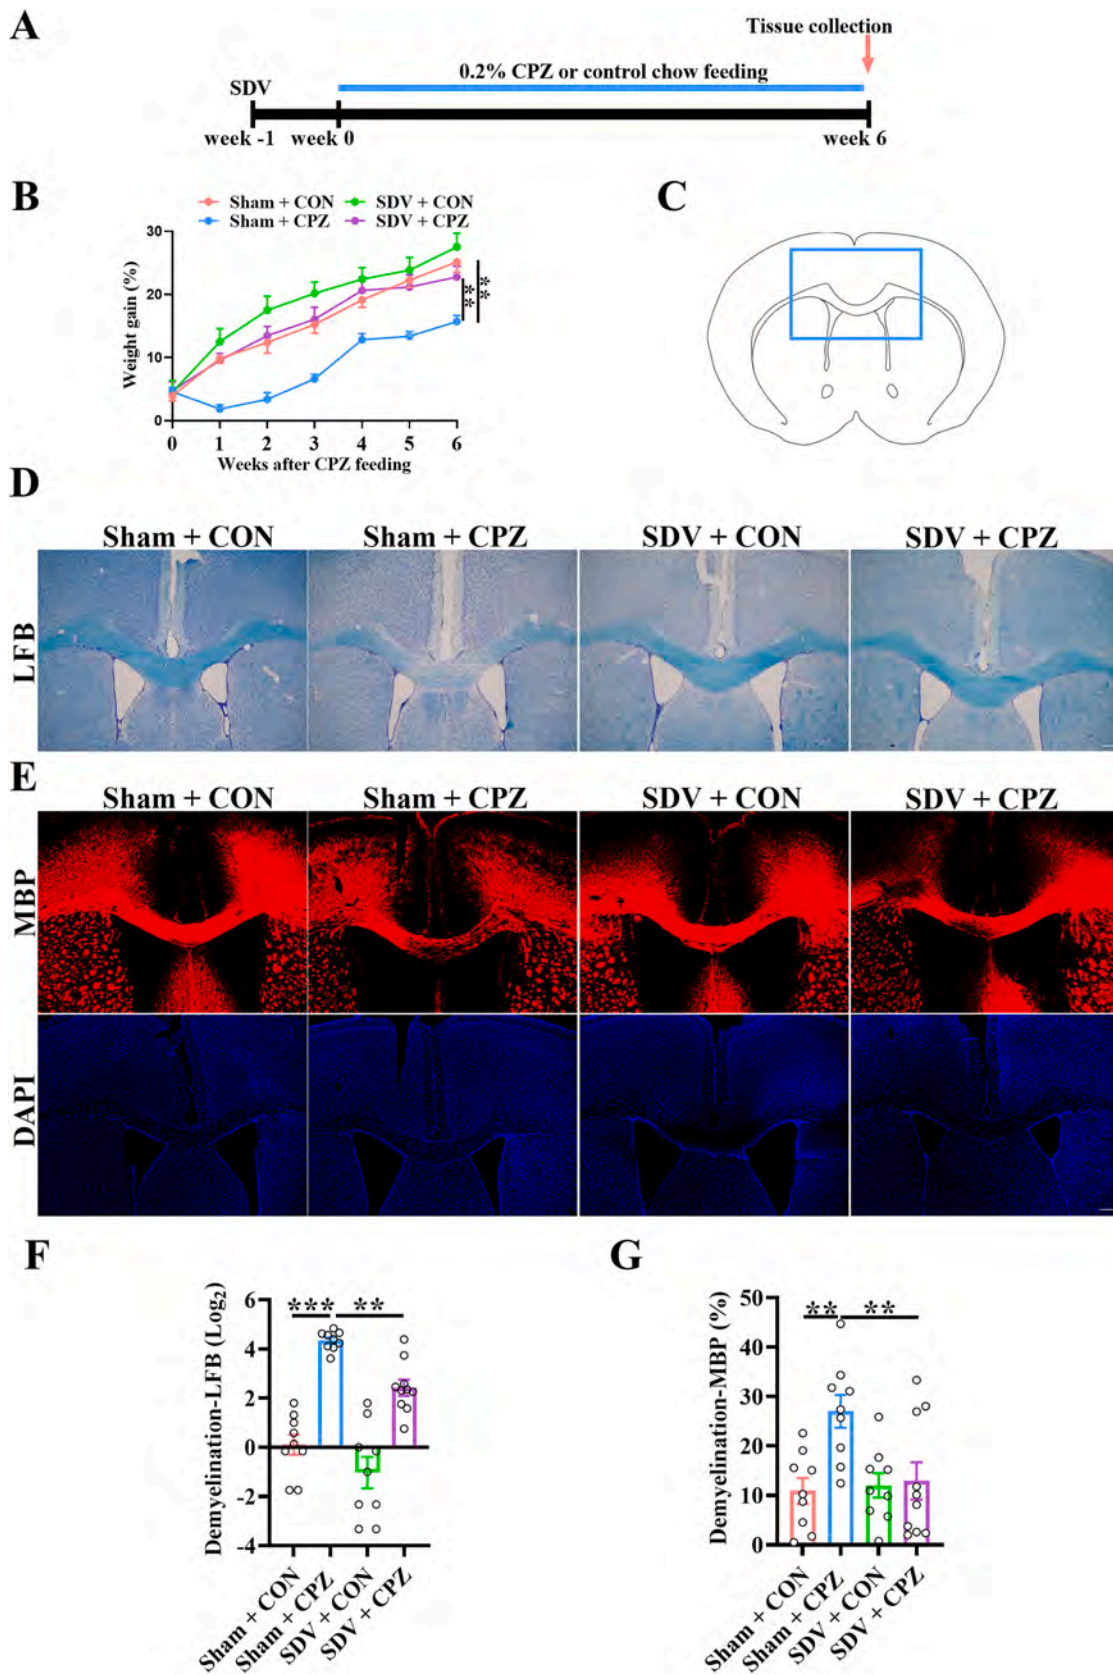 A
Tissue collection
0.2% CPZ or control chow feeding
SDV
week -1 week 0 week 6
B
Sham + CON SDV + CON
Sham + CPZ SDV + CPZ
Weight gain (%)
30
20
10
0
**
**
0 1 2 3 4 5 6
Weeks after CPZ feeding
C
D
Sham + CON Sham + CPZ SDV + CON SDV + CPZ
LFB
E
Sham + CON Sham + CPZ SDV + CON SDV + CPZ
MBP
DAPI
F
Demyelination-LFB (Log2)
6
4
2
0
-2
-4
*** **
Sham + CON
Sham + CPZ
SDV + CON
SDV + CPZ
G
Demyelination-MBP (%)
50
40
30
20
10
0
** **
Sham + CON
Sham + CPZ
SDV + CON
SDV + CPZ